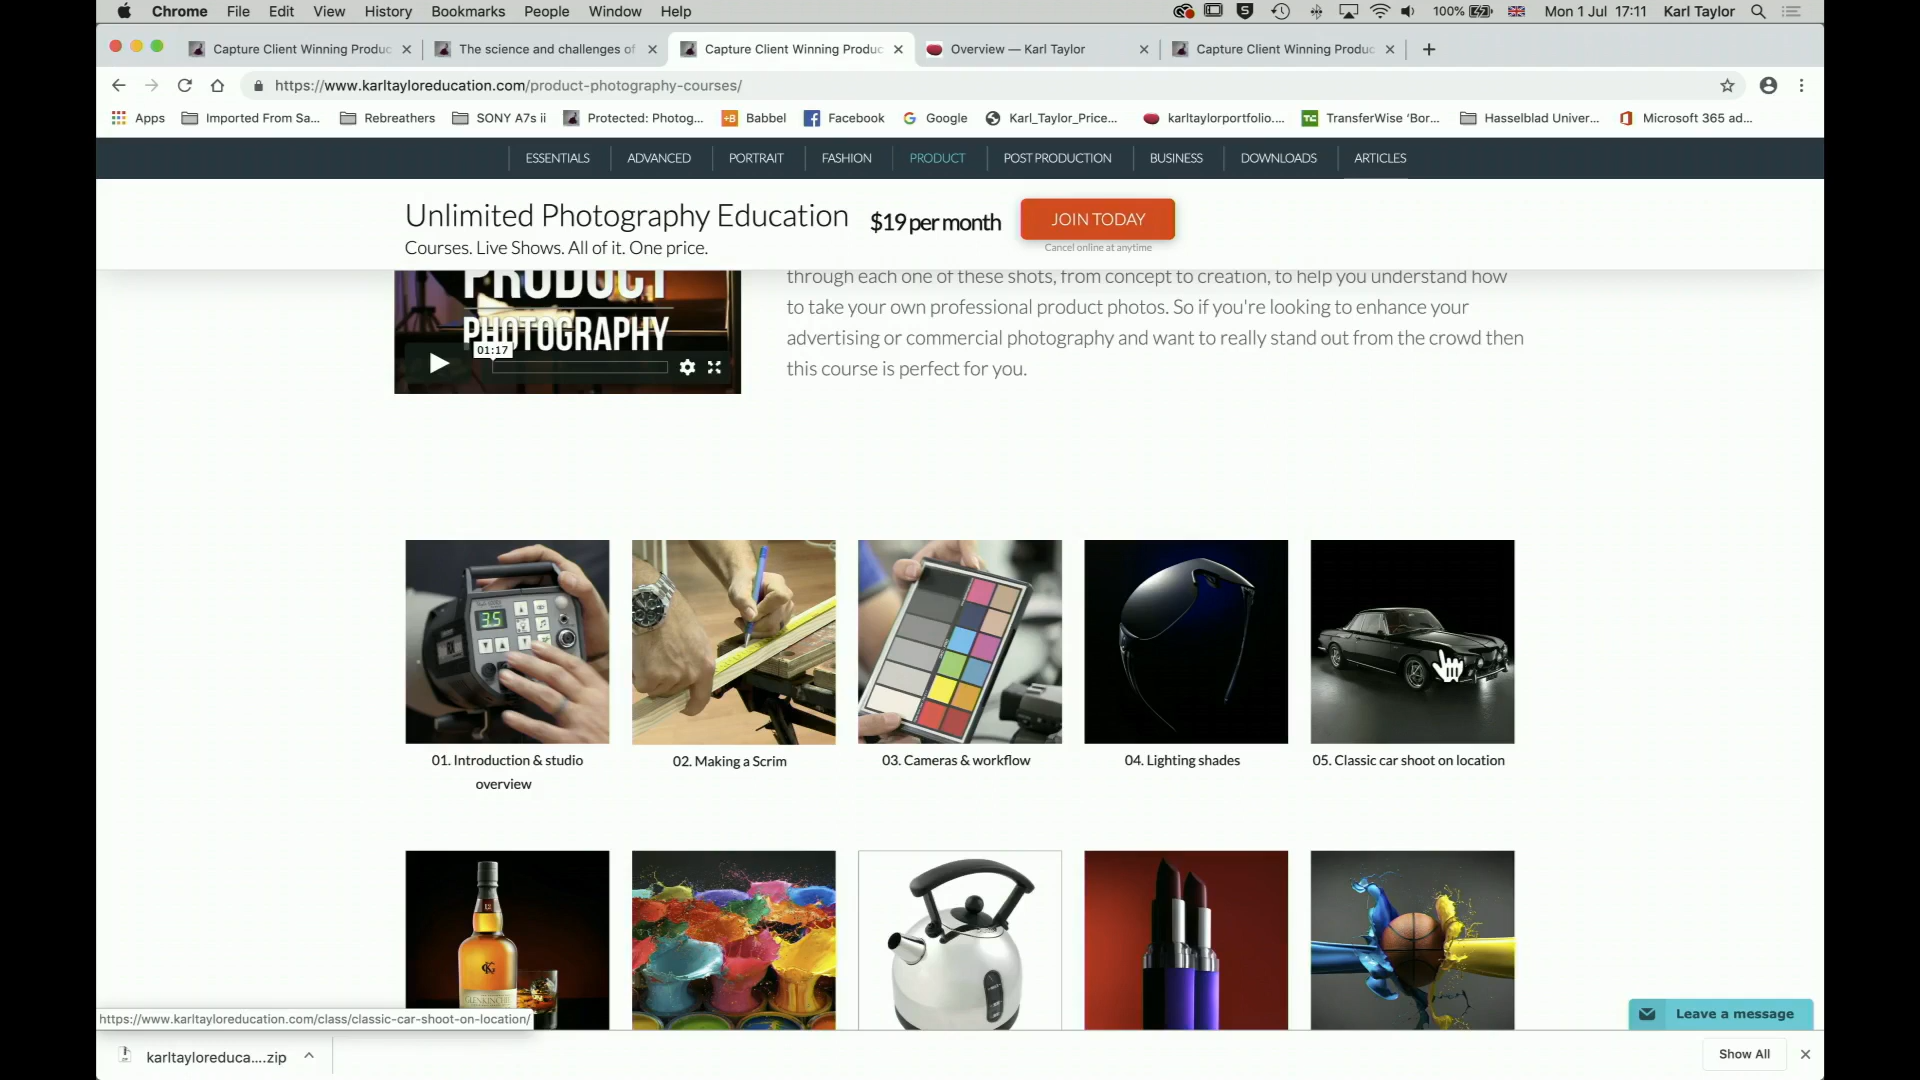 Chrome File Edit View History Bookmarks People Window Help 100% Mon 1 Jul 17:11 Karl Taylor
Capture Client Winning Produc The science and challenges of Capture Client Winning Produc Overview — Karl Taylor Capture Client Winning Produc
https://www.karltayloreducation.com/product-photography-courses/
Apps Imported From Sa... Rebreathers SONY A7s ii Protected: Photog... Babbel Facebook Google Karl_Taylor_Price... karltaylorportfolio.... TransferWise ‘Bor... Hasselblad Univer... Microsoft 365 ad...
ESSENTIALS ADVANCED PORTRAIT FASHION PRODUCT POST PRODUCTION BUSINESS DOWNLOADS ARTICLES
Unlimited Photography Education $19 per month JOIN TODAY
Courses. Live Shows. All of it. One price. Cancel online at anytime
PRODUCT
PHOTOGRAPHY
01:17
through each one of these shots, from concept to creation, to help you understand how
to take your own professional product photos. So if you're looking to enhance your
advertising or commercial photography and want to really stand out from the crowd then
this course is perfect for you.
35
01. Introduction & studio
overview
02. Making a Scrim
03. Cameras & workflow
04. Lighting shades
05. Classic car shoot on location
https://www.karltayloreducation.com/class/classic-car-shoot-on-location/
Leave a message
karltayloreduca....zip
Show All